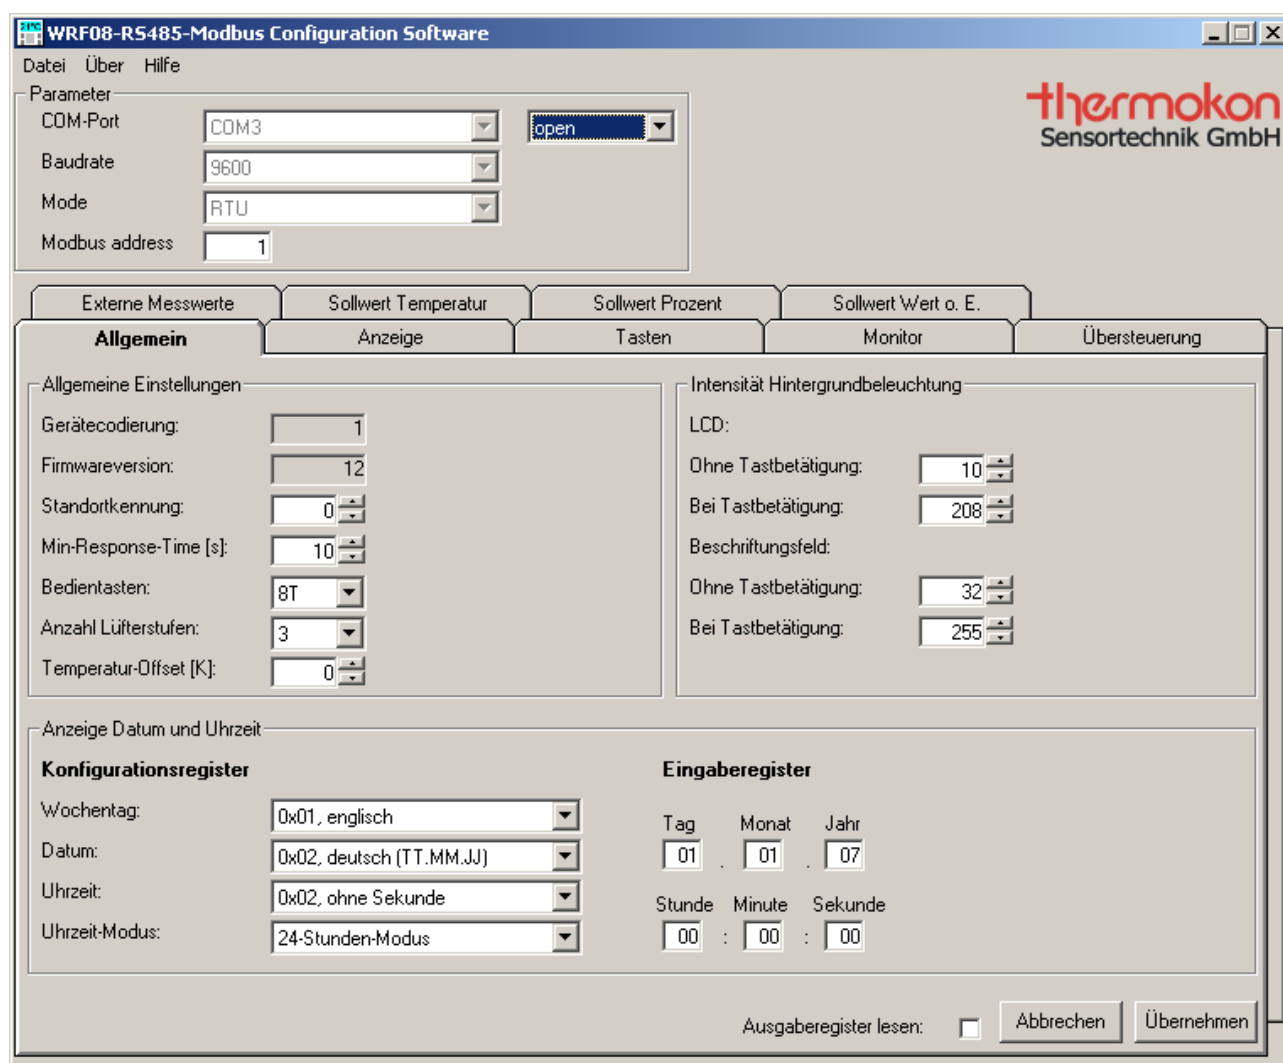 WRF08-RS485-Modbus Configuration Software
Datei Über Hilfe
thermokon
Sensortechnik GmbH
Parameter
COM-Port COM3 open
Baudrate 9600
Mode RTU
Modbus address 1
Externe Messwerte Sollwert Temperatur Sollwert Prozent Sollwert Wert o. E.
Allgemein Anzeige Tasten Monitor Übersteuerung
Allgemeine Einstellungen
Gerätecodierung: 1
Firmwareversion: 12
Standortkennung: 0
Min-Response-Time [s]: 10
Bedientasten: 8T
Anzahl Lüfterstufen: 3
Temperatur-Offset [K]: 0
Intensität Hintergrundbeleuchtung
LCD:
Ohne Tastbetätigung: 10
Bei Tastbetätigung: 208
Beschriftungsfeld:
Ohne Tastbetätigung: 32
Bei Tastbetätigung: 255
Anzeige Datum und Uhrzeit
Konfigurationsregister
Wochentag: 0x01, englisch
Datum: 0x02, deutsch (TT.MM.JJ)
Uhrzeit: 0x02, ohne Sekunde
Uhrzeit-Modus: 24-Stunden-Modus
Eingaberegister
Tag Monat Jahr
01 . 01 . 07
Stunde Minute Sekunde
00 : 00 : 00
Ausgaberegister lesen: Abbrechen Übernehmen